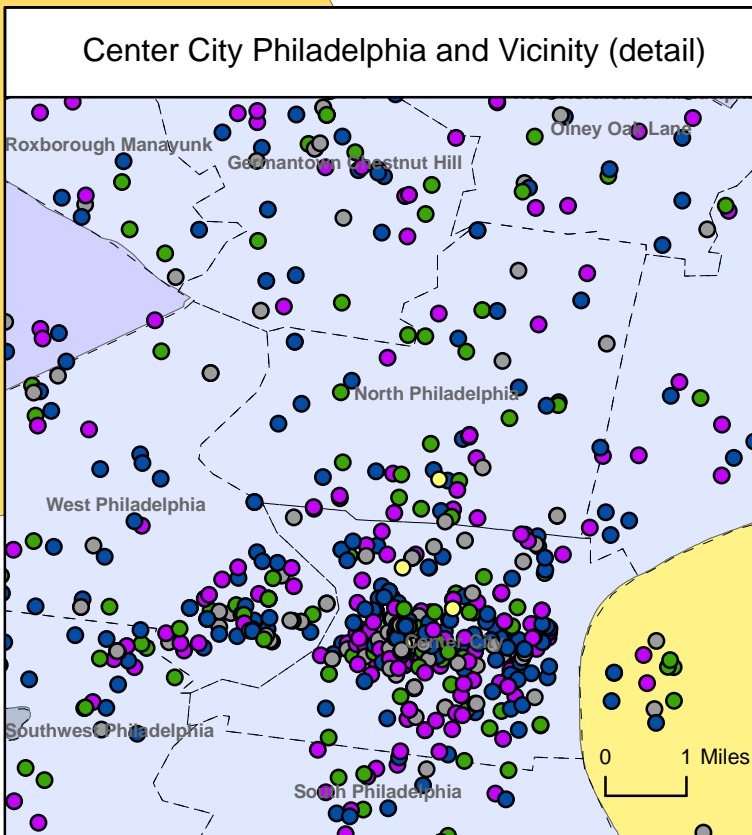 Center City Philadelphia and Vicinity (detail)
Roxborough Manayunk
Olney Oak Lane
Germantown Chestnut Hill
North Philadelphia
West Philadelphia
Center City
Southwest Philadelphia
0 1 Miles
South Philadelphia